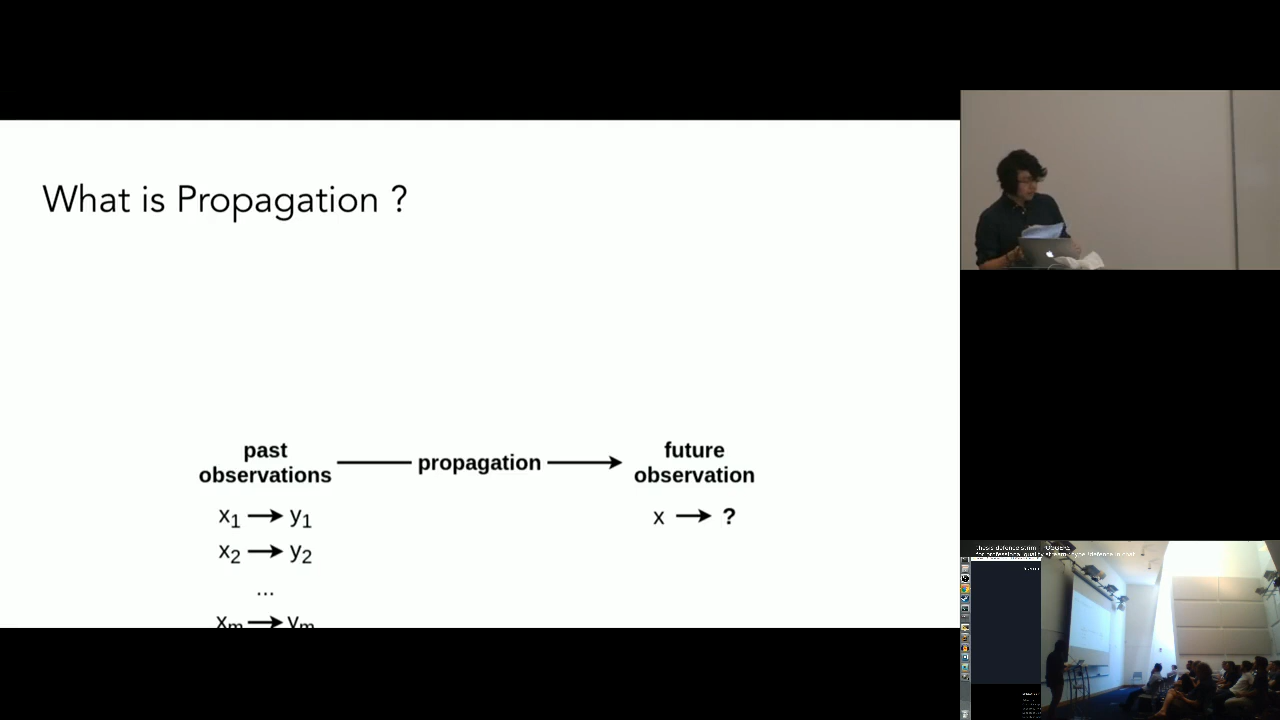 What is Propagation ?
past
observations
propagation
future
observation
x₁ → y₁
x → ?
x₂ → y₂
...
xₘ → yₘ